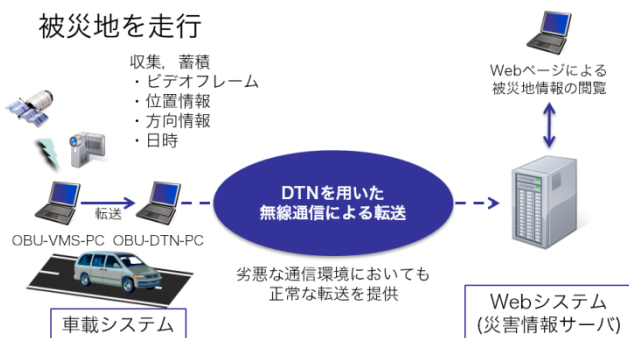 被災地を走行
収集，蓄積
・ビデオフレーム
・位置情報
・方向情報
・日時
Webページによる
被災地情報の閲覧
DTNを用いた
無線通信による転送
転送
OBU-VMS-PC OBU-DTN-PC
劣悪な通信環境においても
正常な転送を提供
車載システム
Webシステム
(災害情報サーバ)